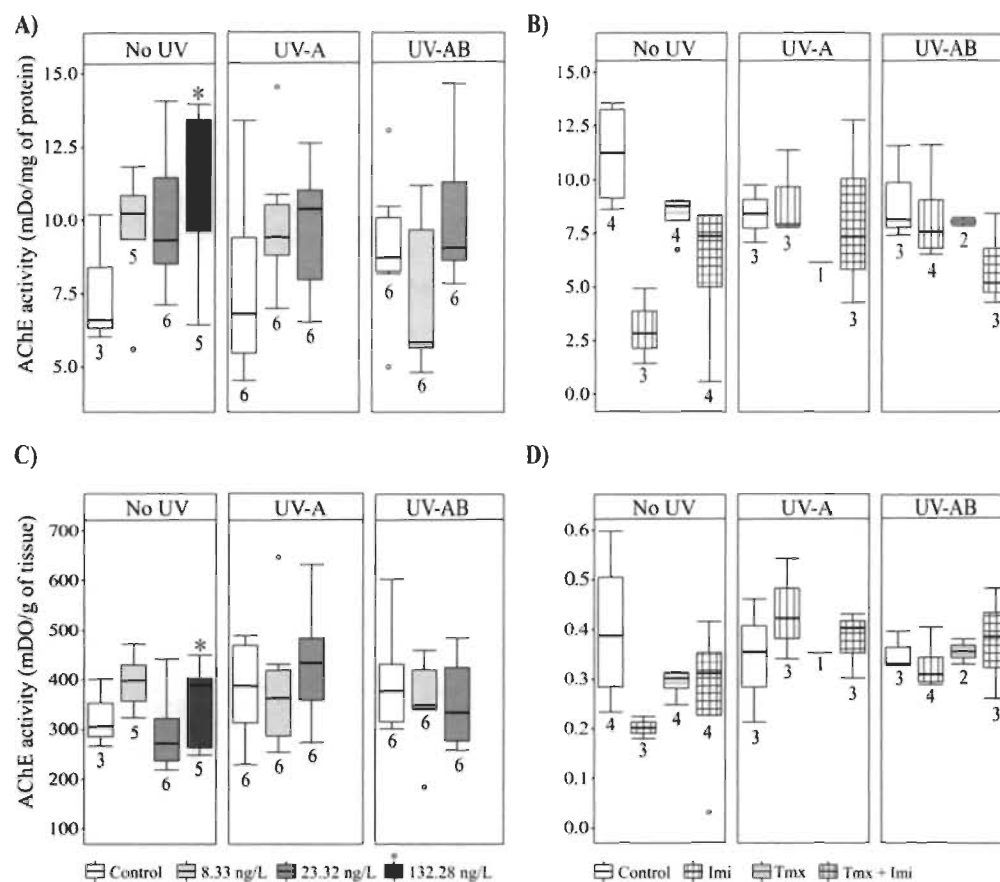 A)
No UV UV-A UV-AB
AChE activity (mDo/mg of protein)
15.0
12.5
10.0
7.5
5.0
*
3 5 6 5
6 6 6
6 6 6
B)
No UV UV-A UV-AB
15.0
12.5
10.0
7.5
5.0
2.5
0.0
4 3 4 4
3 3 1 3
3 4 2 3
C)
No UV UV-A UV-AB
AChE activity (mDO/g of tissue)
700
600
500
400
300
200
100
*
3 5 6 5
6 6 6
6 6 6
Control 8.33 ng/L 23.32 ng/L 132.28 ng/L
D)
No UV UV-A UV-AB
0.6
0.5
0.4
0.3
0.2
0.1
0.0
4 3 4 4
3 3 1 3
3 4 2 3
Control Imi Tmx Tmx + Imi